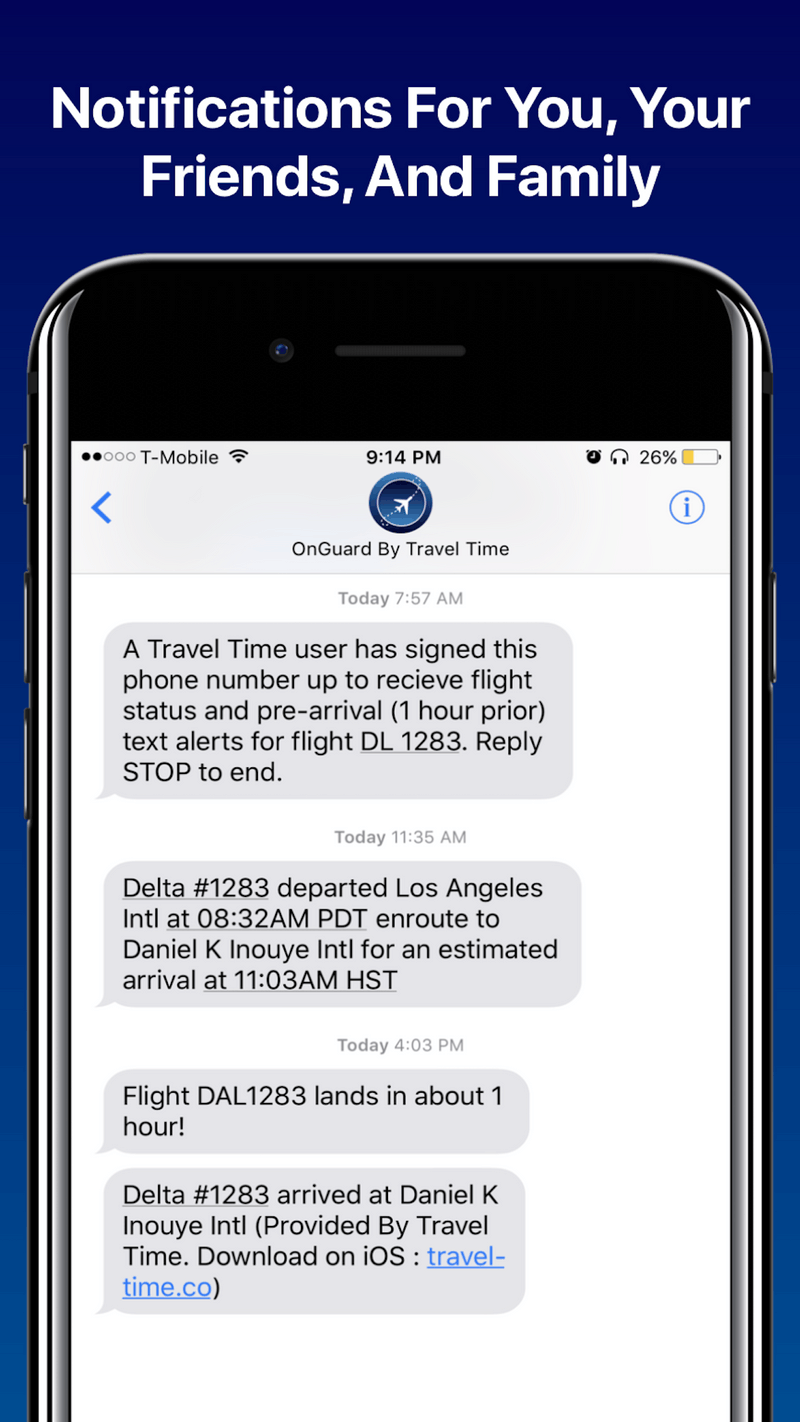 Notifications For You, Your
Friends, And Family
T-Mobile 9:14 PM 26%
OnGuard By Travel Time
Today 7:57 AM
A Travel Time user has signed this
phone number up to recieve flight
status and pre-arrival (1 hour prior)
text alerts for flight DL 1283. Reply
STOP to end.
Today 11:35 AM
Delta #1283 departed Los Angeles
Intl at 08:32AM PDT enroute to
Daniel K Inouye Intl for an estimated
arrival at 11:03AM HST
Today 4:03 PM
Flight DAL1283 lands in about 1
hour!
Delta #1283 arrived at Daniel K
Inouye Intl (Provided By Travel
Time. Download on iOS : travel-
time.co)